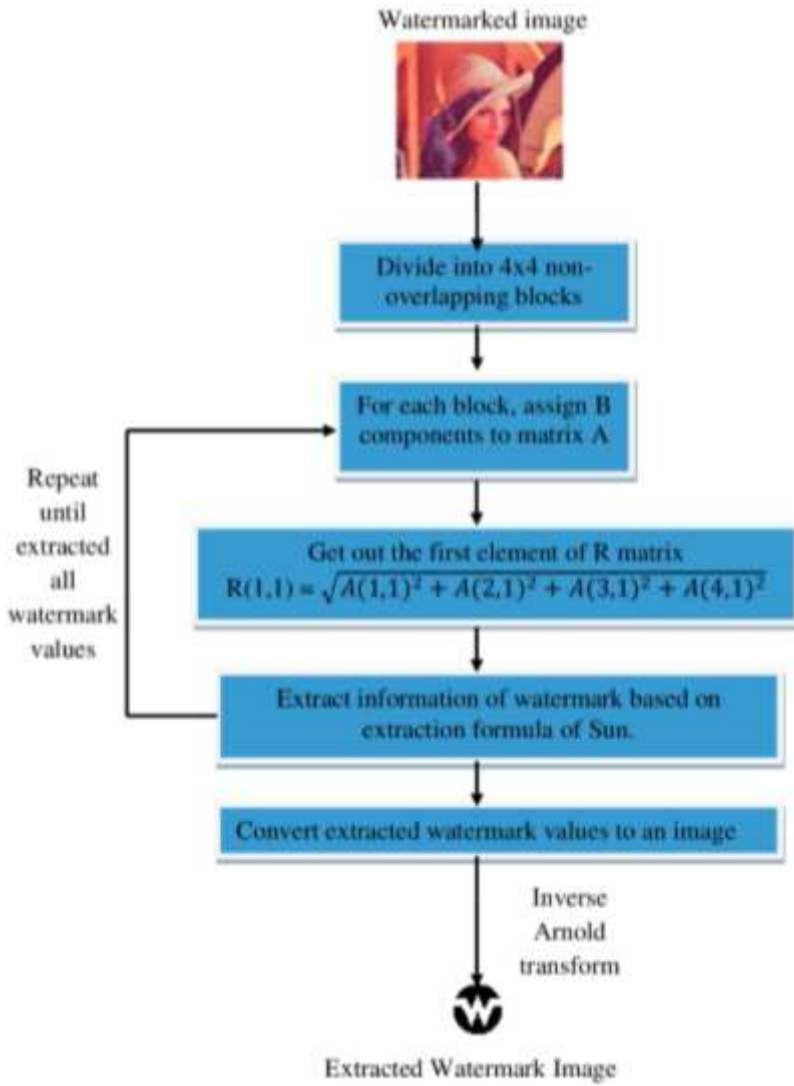 Watermarked image
Divide into 4x4 non-
overlapping blocks
For each block, assign B
components to matrix A
Repeat
until
extracted
all
watermark
values
Get out the first element of R matrix
R(1,1) = √A(1,1)² + A(2,1)² + A(3,1)² + A(4,1)²
Extract information of watermark based on
extraction formula of Sun.
Convert extracted watermark values to an image
Inverse
Arnold
transform
W
Extracted Watermark Image